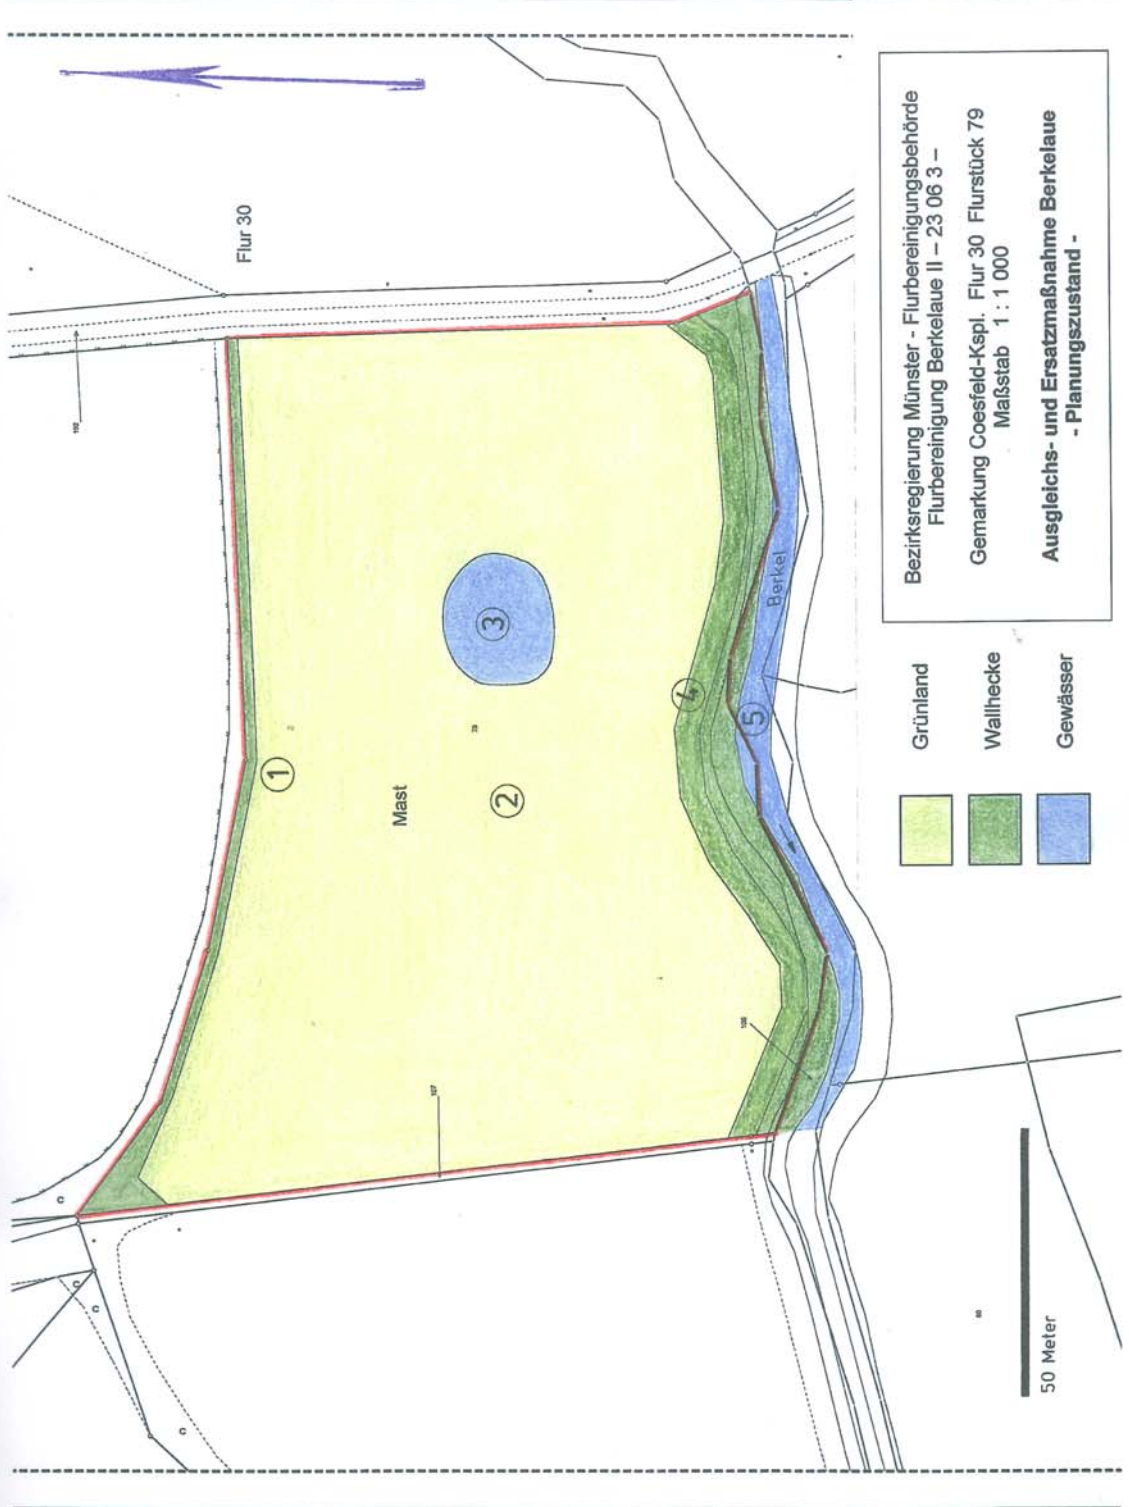 Bezirksregierung Münster - Flurbereinigungsbehörde
Flurbereinigung Berkelaue II – 23 06 3 –
Gemarkung Coesfeld-Kspl. Flur 30 Flurstück 79
Maßstab 1 : 1 000
Ausgleichs- und Ersatzmaßnahme Berkelaue
- Planungszustand -
Grünland
Wallhecke
Gewässer
50 Meter
Flur 30
Mast
1
2
3
4
5
Berkel
107
79
C
C
C
C